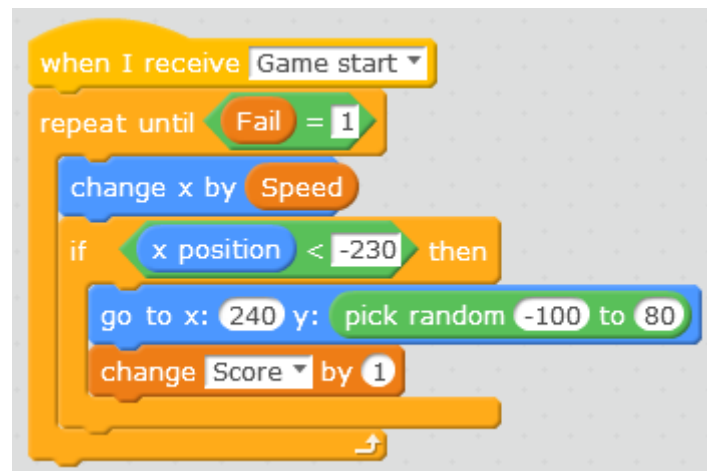 when I receive Game start
repeat until Fail = 1
change x by Speed
if x position < -230 then
go to x: 240 y: pick random -100 to 80
change Score by 1